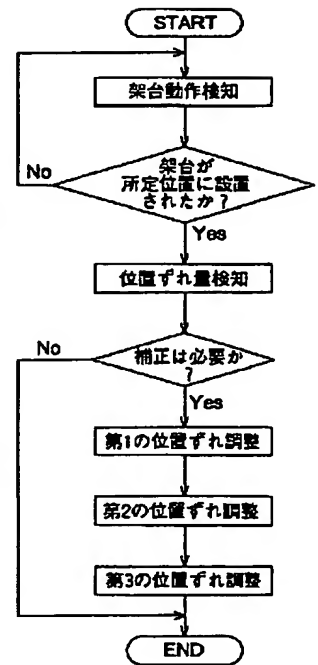 START
架台動作検知
架台が
所定位置に設置
されたか?
No
Yes
位置ずれ量検知
No
補正は必要か
?
Yes
第1の位置ずれ調整
第2の位置ずれ調整
第3の位置ずれ調整
END